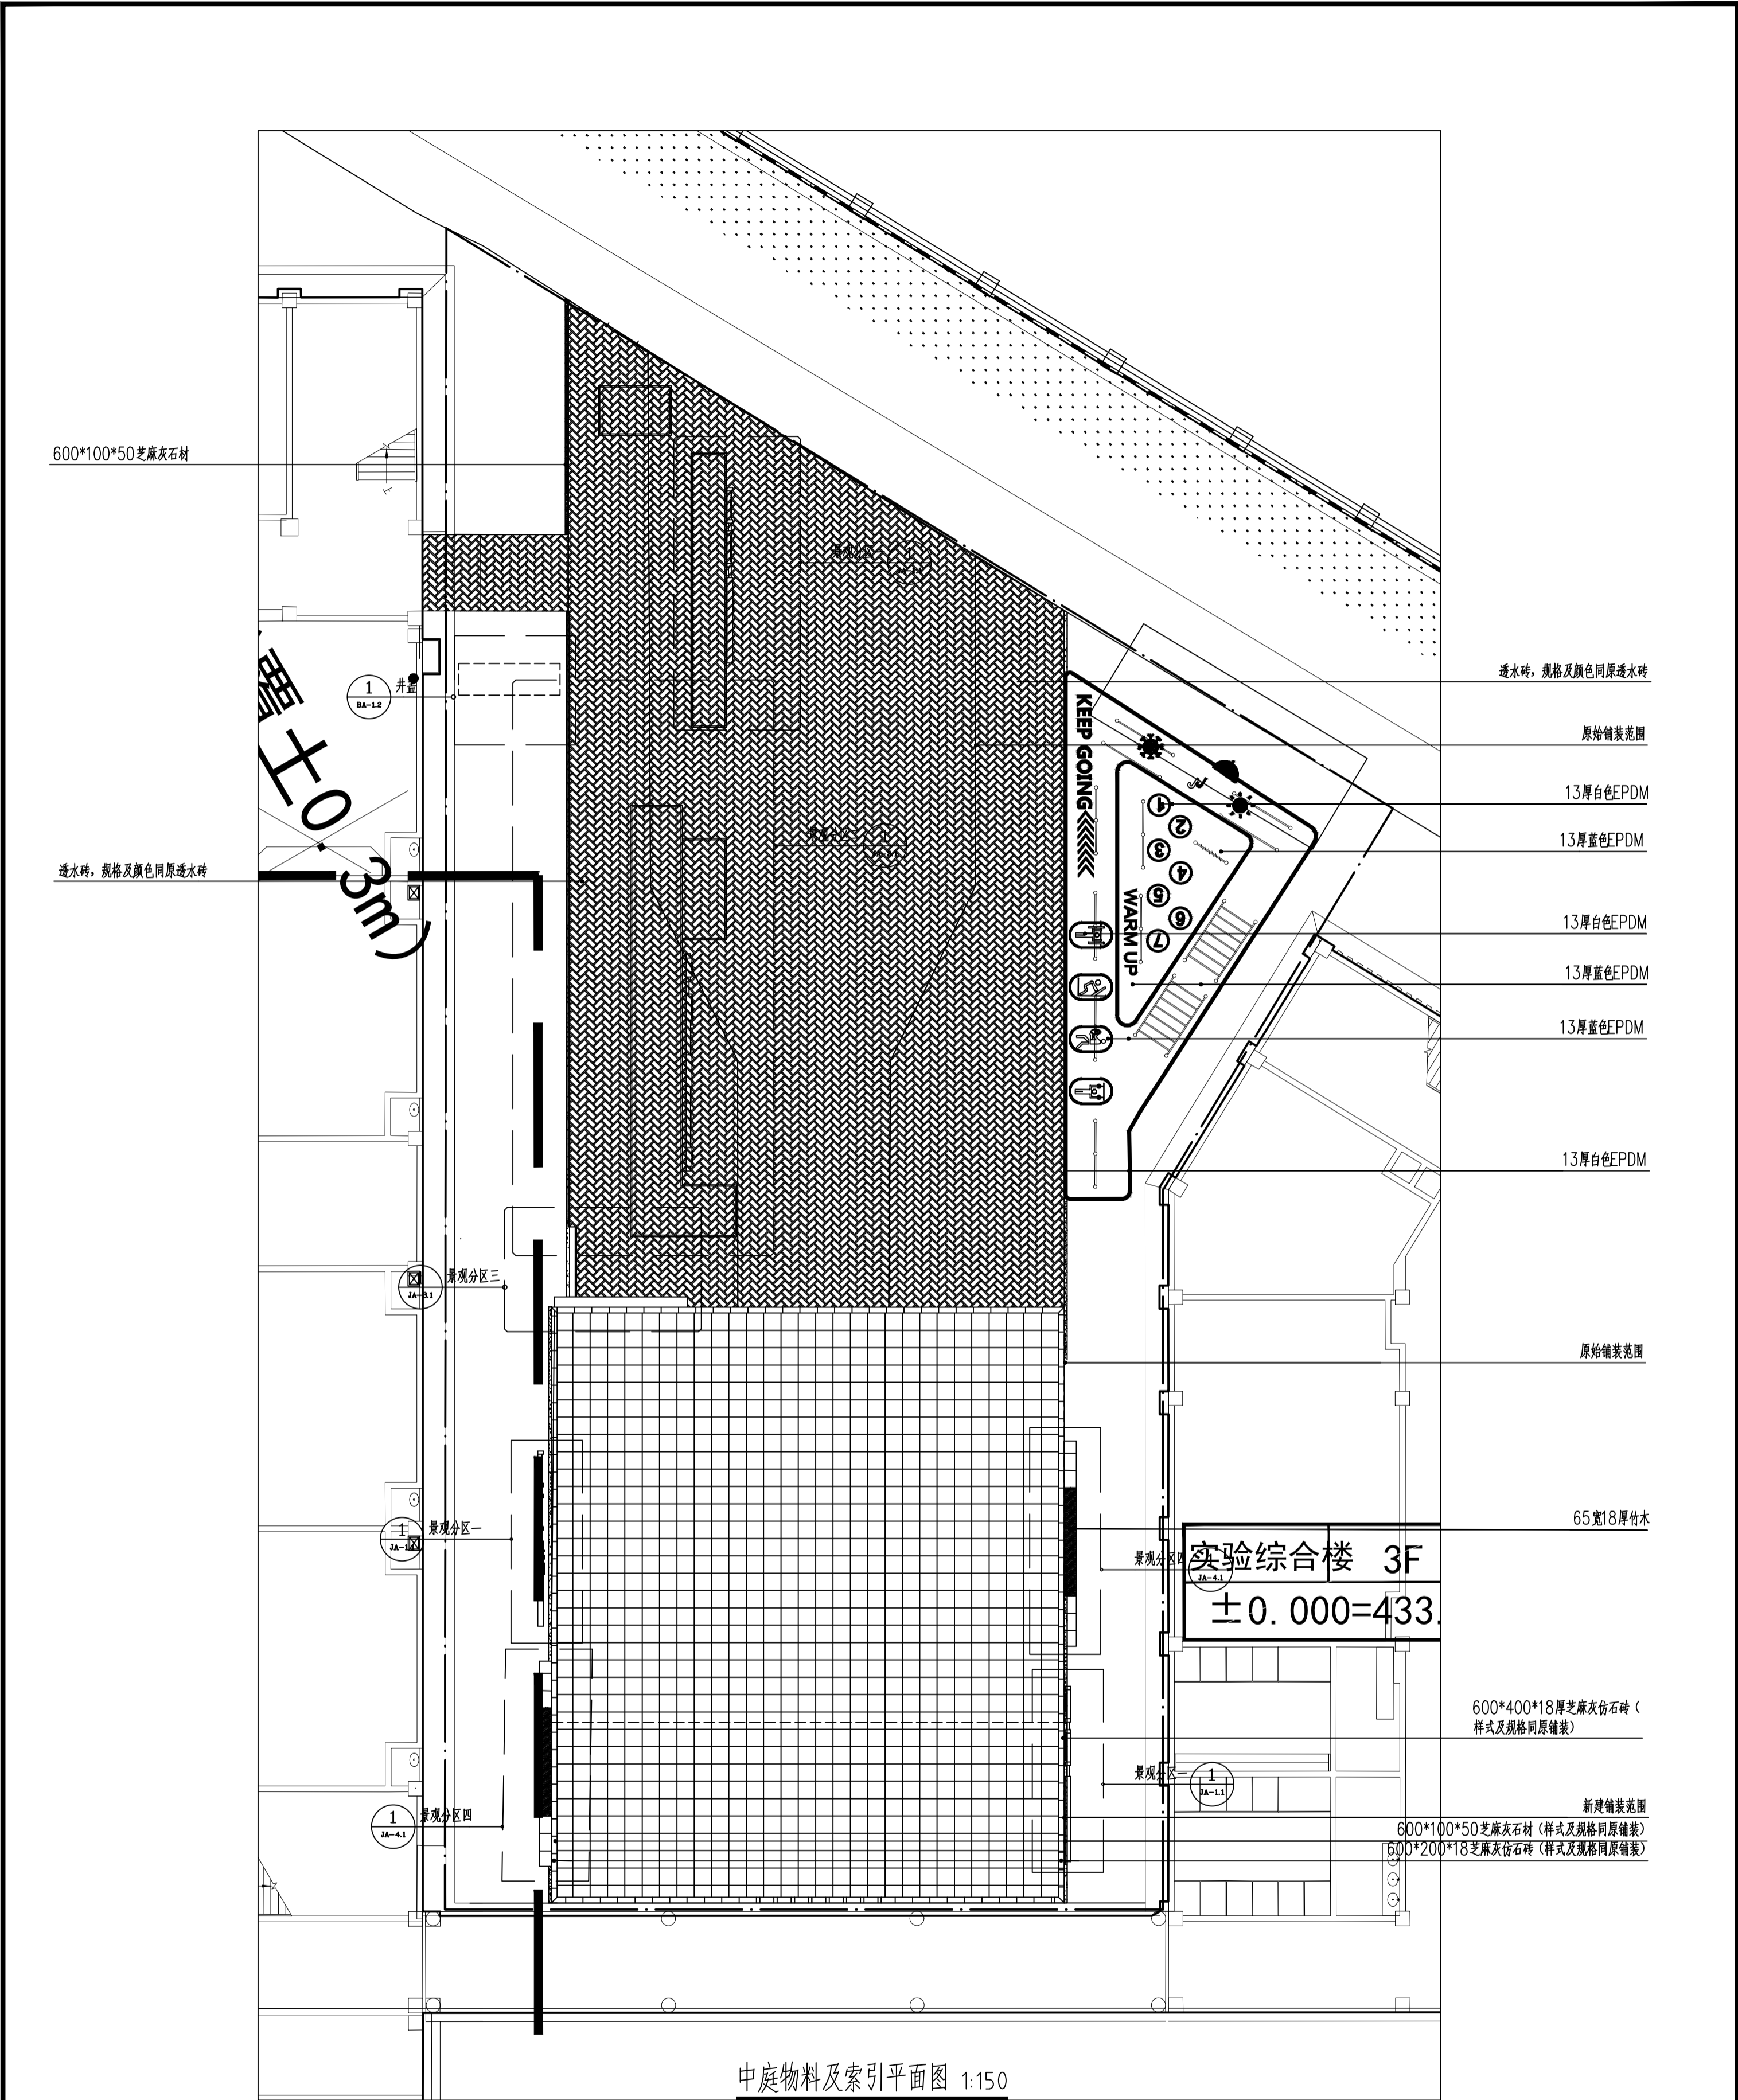 600*100*50芝麻灰石材
景观分区
1
透水砖，规格及颜色同原透水砖
1
BA-1.2
井盖
覆土0.3m）
KEEP GOING
原始铺装范围
13厚白色EPDM
1
2
3
4
5
6
7
WARM UP
13厚蓝色EPDM
景观分区二
1
透水砖，规格及颜色同原透水砖
13厚白色EPDM
13厚蓝色EPDM
13厚蓝色EPDM
13厚白色EPDM
景观分区三
JA-3.1
原始铺装范围
65宽18厚竹木
景观分区一
1
景观分区四
JA-4.1
实验综合楼 3F
±0.000=433.
600*400*18厚芝麻灰仿石砖（
样式及规格同原铺装）
景观分区一
1
JA-1.1
新建铺装范围
景观分区四
1
JA-4.1
600*100*50芝麻灰石材（样式及规格同原铺装）
600*200*18芝麻灰仿石砖（样式及规格同原铺装）
中庭物料及索引平面图 1:150